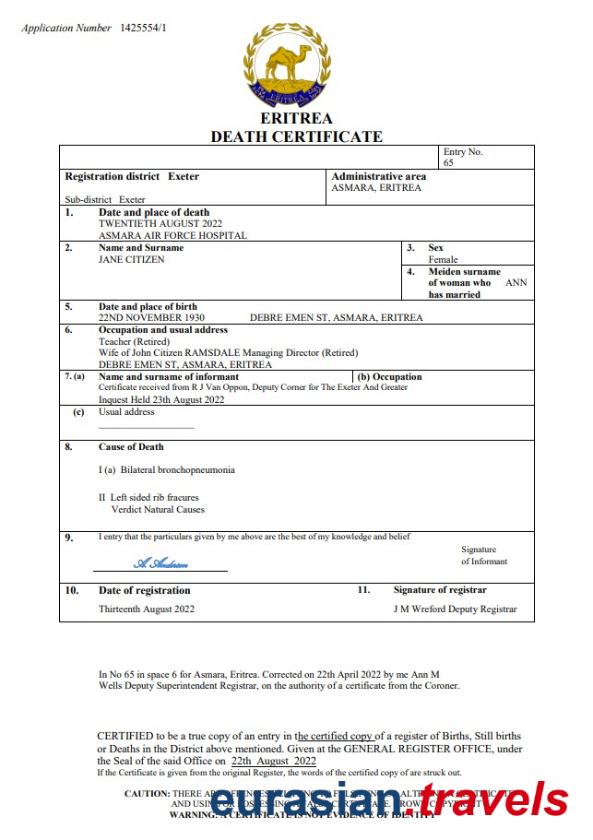 Application Number 1425554/1
ERITREA
ERITREA
DEATH CERTIFICATE
Entry No.
65
Registration district Exeter
Administrative area
ASMARA, ERITREA
Sub-district Exeter
1. Date and place of death
TWENTIETH AUGUST 2022
ASMARA AIR FORCE HOSPITAL
2. Name and Surname
JANE CITIZEN
3. Sex
Female
4. Meiden surname
of woman who ANN
has married
5. Date and place of birth
22ND NOVEMBER 1930 DEBRE EMEN ST, ASMARA, ERITREA
6. Occupation and usual address
Teacher (Retired)
Wife of John Citizen RAMSDALE Managing Director (Retired)
DEBRE EMEN ST, ASMARA, ERITREA
7. (a) Name and surname of informant (b) Occupation
Certificate received from R J Van Oppon, Deputy Corner for The Exeter And Greater
Inquest Held 23th August 2022
(c) Usual address
8. Cause of Death
I (a) Bilateral bronchopneumonia
II Left sided rib fracures
Verdict Natural Causes
9. I entry that the particulars given by me above are the best of my knowledge and belief
A. Andrson
Signature
of Informant
10. Date of registration
Thirteenth August 2022
11. Signature of registrar
J M Wreford Deputy Registrar
In No 65 in space 6 for Asmara, Eritrea. Corrected on 22th April 2022 by me Ann M
Wells Deputy Superintendent Registrar, on the authority of a certificate from the Coroner.
CERTIFIED to be a true copy of an entry in the certified copy of a register of Births, Still births
or Deaths in the District above mentioned. Given at the GENERAL REGISTER OFFICE, under
the Seal of the said Office on 22th August 2022
If the Certificate is given from the original Register, the words of the certified copy of are struck out.
CAUTION: THERE
AND
WARNING: A CERTIFICATE IS NOT EVIDENCE OF IDENTITY
eurasian.travels